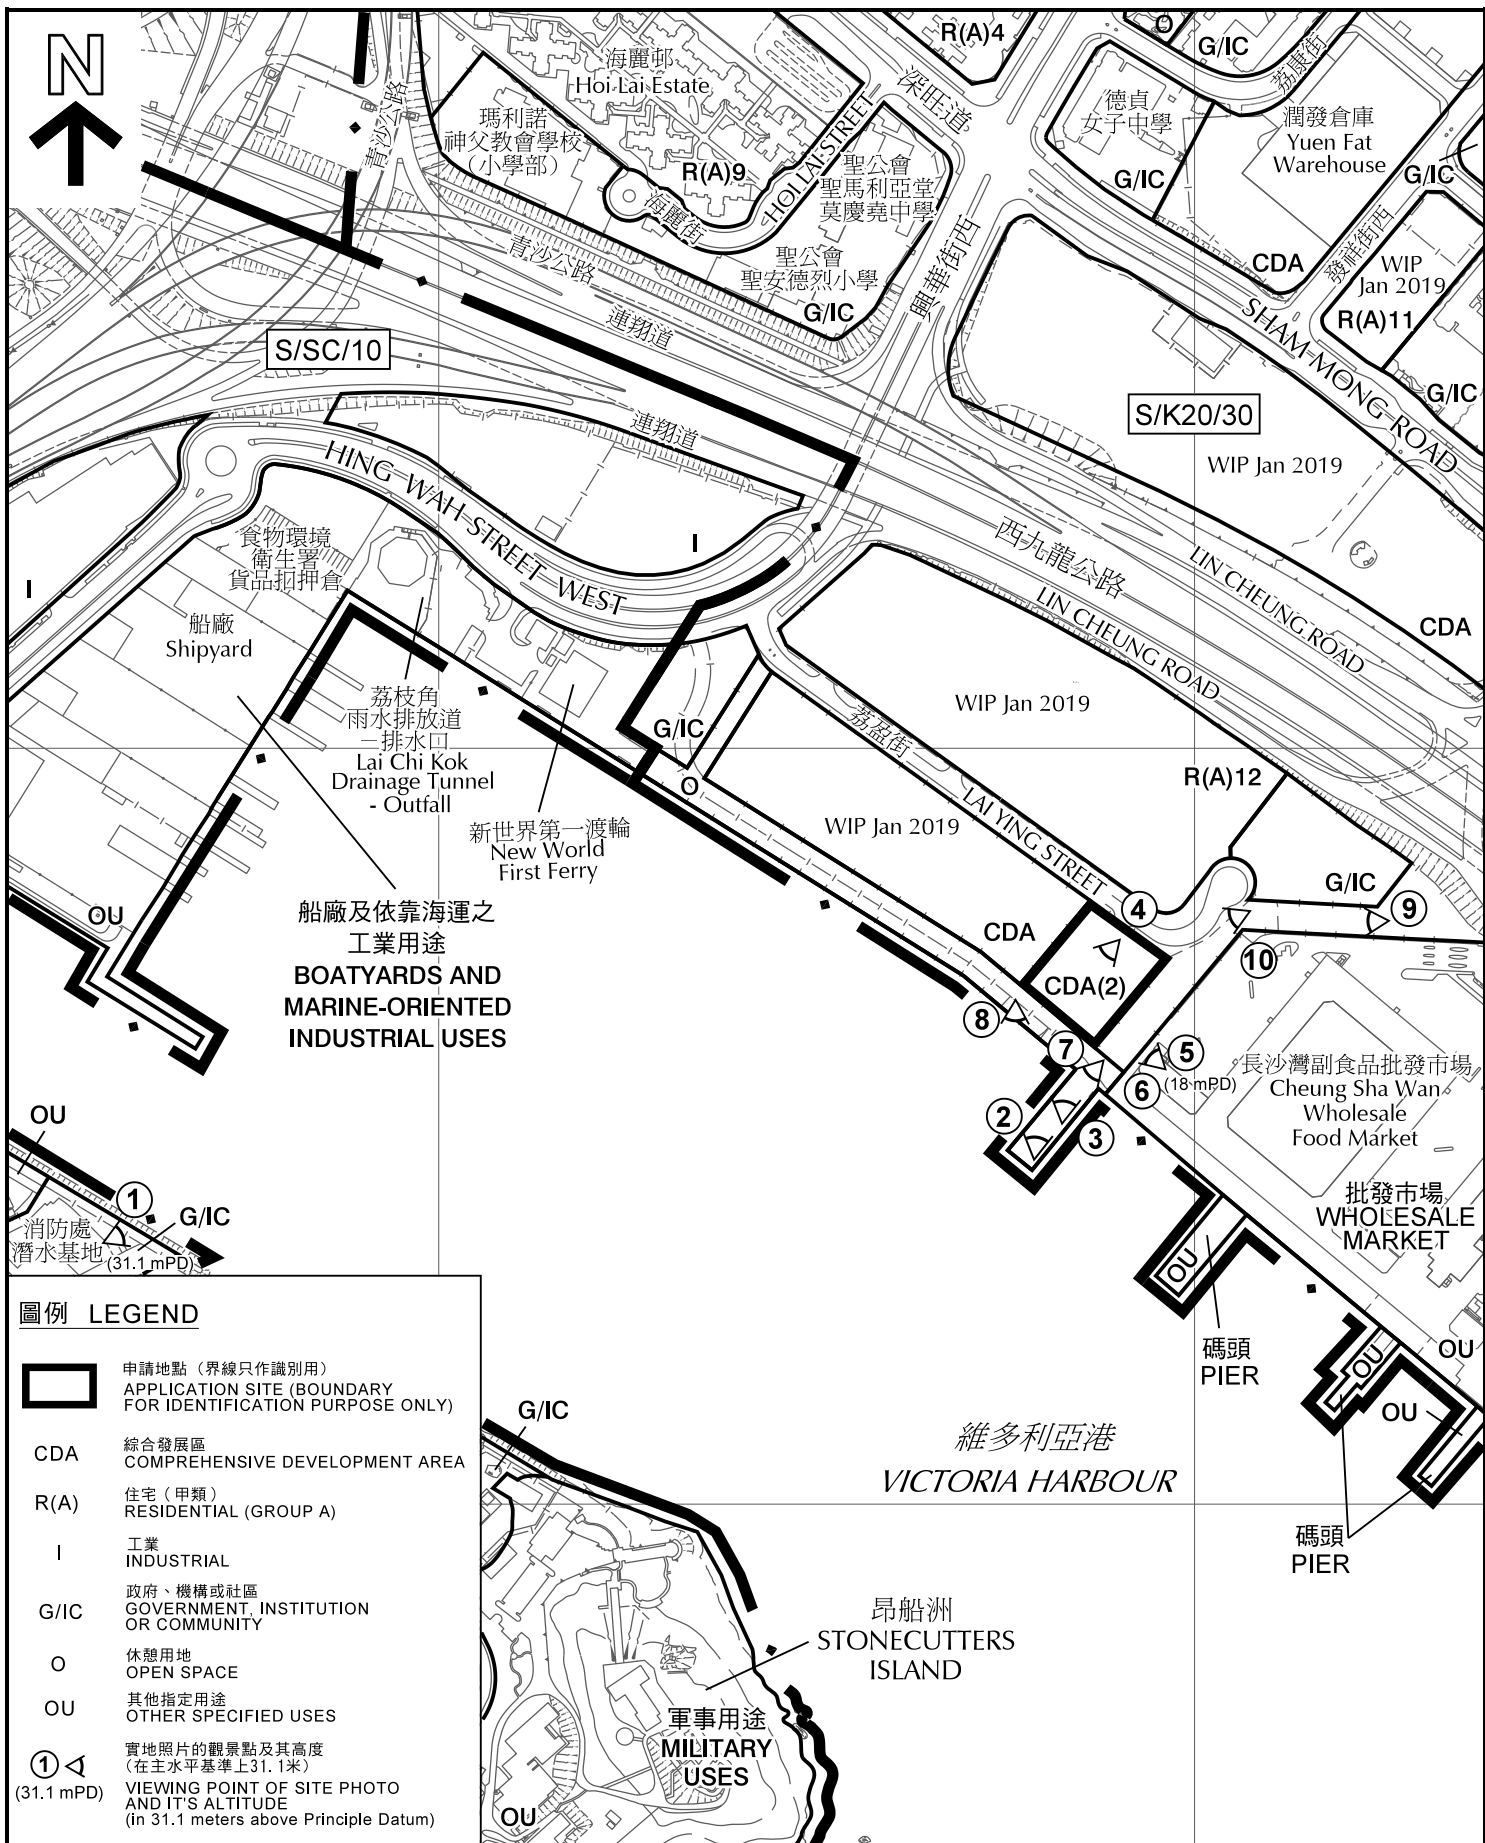 N
海麗邨
Hoi Lai Estate
R(A)4
O
G/IC
荔康街
深旺道
青沙公路
瑪利諾
神父教會學校
(小學部)
R(A)9
海麗街
HOI LAI STREET
聖公會
聖馬利亞堂
莫慶堯中學
德貞
女子中學
G/IC
潤發倉庫
Yuen Fat
Warehouse
G/IC
青沙公路
聖公會
聖安德烈小學
G/IC
興華街西
CDA
發祥街西
WIP
Jan 2019
R(A)11
連翔道
S/SC/10
SHAM MONG ROAD
G/IC
S/K20/30
連翔道
WIP Jan 2019
HING WAH STREET WEST
I
西九龍公路
LIN CHEUNG ROAD
LIN CHEUNG ROAD
CDA
I
食物環境
衛生署
貨品扣押倉
船廠
Shipyard
荔枝角
雨水排放道
－排水口
Lai Chi Kok
Drainage Tunnel
- Outfall
新世界第一渡輪
New World
First Ferry
G/IC
O
荔盈街
LAI YING STREET
WIP Jan 2019
WIP Jan 2019
R(A)12
G/IC
OU
船廠及依靠海運之
工業用途
BOATYARDS AND
MARINE-ORIENTED
INDUSTRIAL USES
CDA
CDA(2)
4
9
10
8
7
5
6
(18 mPD)
2
3
長沙灣副食品批發市場
Cheung Sha Wan
Wholesale
Food Market
批發市場
WHOLESALE
MARKET
OU
1
G/IC
消防處
潛水基地
(31.1 mPD)
OU
碼頭
PIER
OU
OU
OU
碼頭
PIER
維多利亞港
VICTORIA HARBOUR
G/IC
昂船洲
STONECUTTERS
ISLAND
軍事用途
MILITARY
USES
OU
圖例 LEGEND
申請地點（界線只作識別用）
APPLICATION SITE (BOUNDARY
FOR IDENTIFICATION PURPOSE ONLY)
CDA
綜合發展區
COMPREHENSIVE DEVELOPMENT AREA
R(A)
住宅（甲類）
RESIDENTIAL (GROUP A)
I
工業
INDUSTRIAL
G/IC
政府、機構或社區
GOVERNMENT, INSTITUTION
OR COMMUNITY
O
休憩用地
OPEN SPACE
OU
其他指定用途
OTHER SPECIFIED USES
1
(31.1 mPD)
實地照片的觀景點及其高度
（在主水平基準上31.1米）
VIEWING POINT OF SITE PHOTO
AND IT'S ALTITUDE
(in 31.1 meters above Principle Datum)